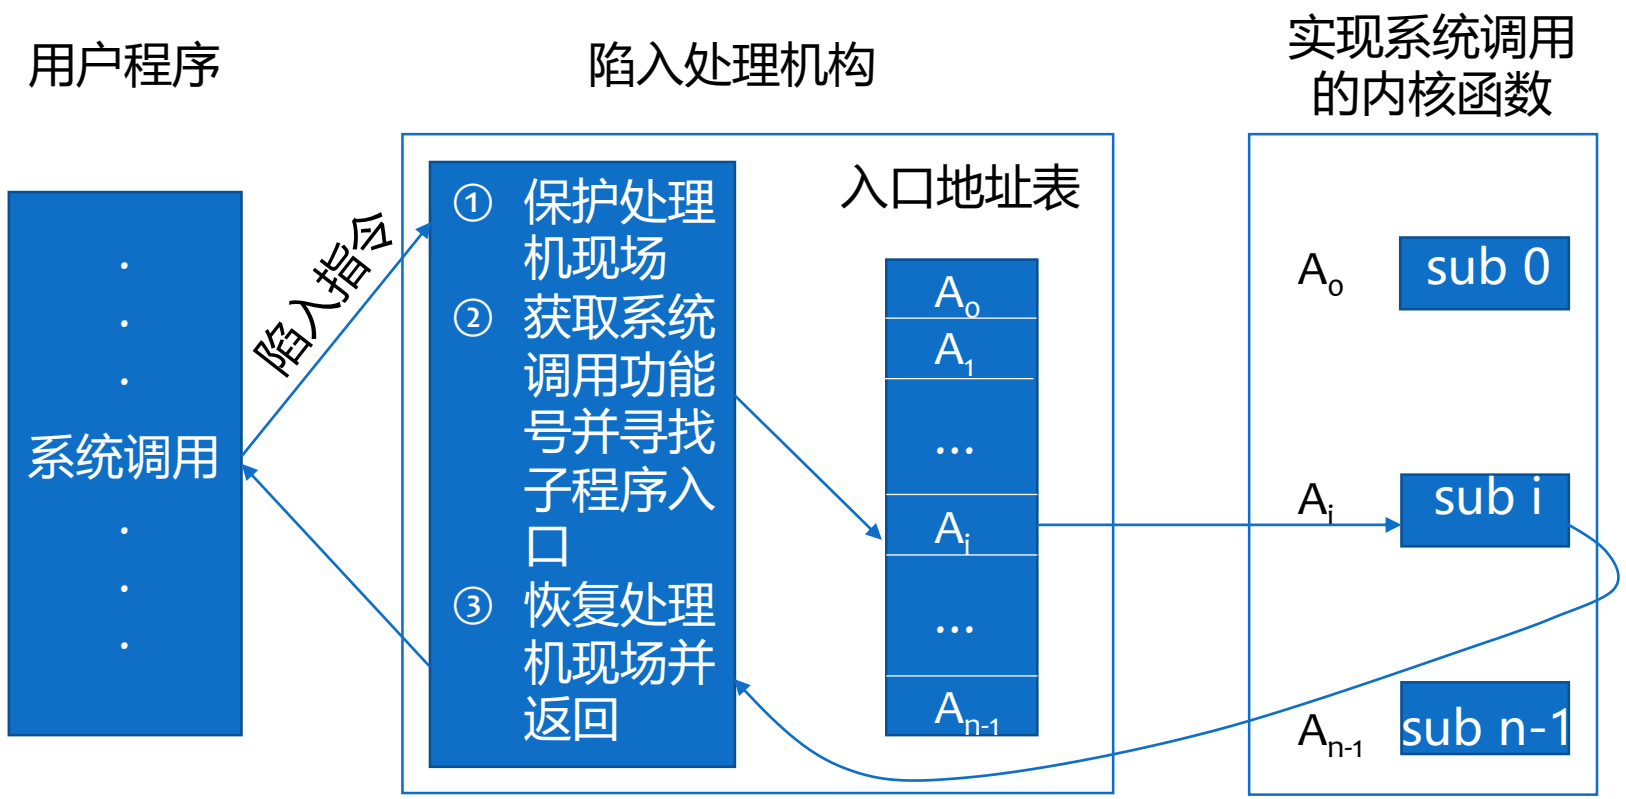 用户程序
陷入处理机构
实现系统调用
的内核函数
·
·
·
系统调用
·
·
·
陷入指令
① 保护处理
机现场
② 获取系统
调用功能
号并寻找
子程序入
口
③ 恢复处理
机现场并
返回
入口地址表
A₀
A₁
…
Aᵢ
…
Aₙ₋₁
A₀ sub 0
Aᵢ sub i
Aₙ₋₁ sub n-1